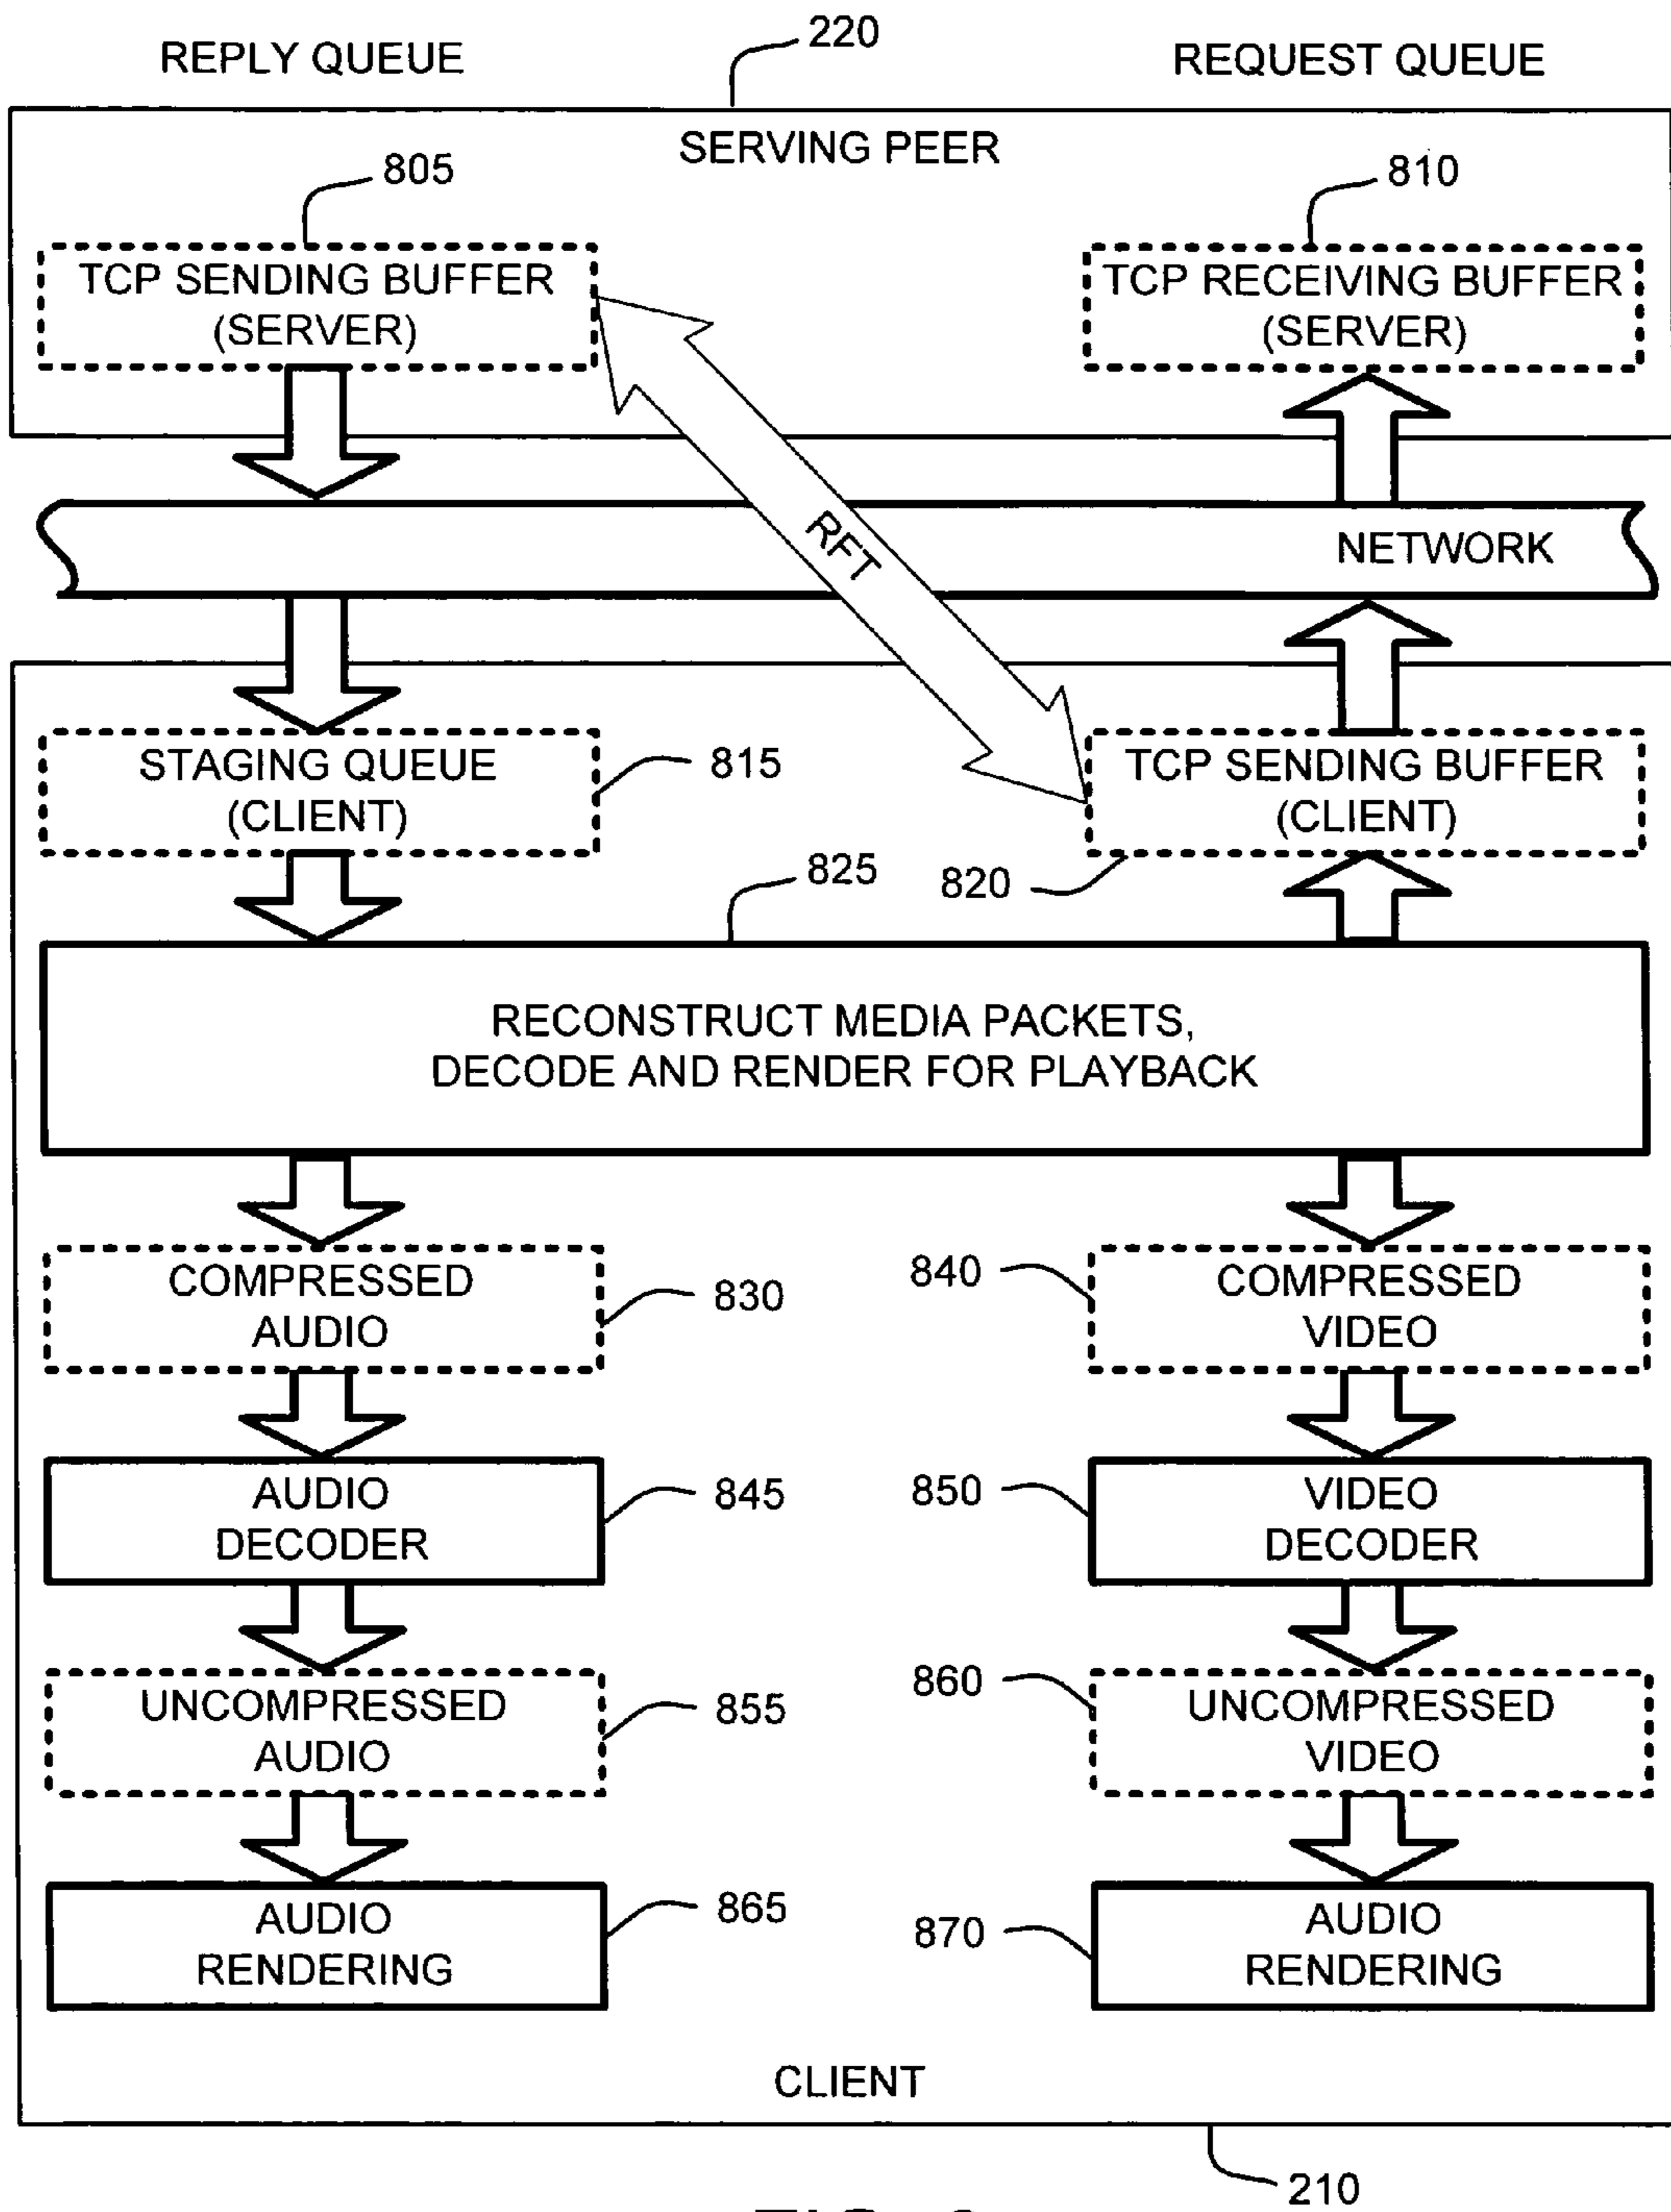 220
REPLY QUEUE
REQUEST QUEUE
SERVING PEER
805
810
TCP SENDING BUFFER
(SERVER)
TCP RECEIVING BUFFER
(SERVER)
RFT
NETWORK
STAGING QUEUE
(CLIENT)
815
TCP SENDING BUFFER
(CLIENT)
825
820
RECONSTRUCT MEDIA PACKETS,
DECODE AND RENDER FOR PLAYBACK
COMPRESSED
AUDIO
830
840
COMPRESSED
VIDEO
AUDIO
DECODER
845
850
VIDEO
DECODER
UNCOMPRESSED
AUDIO
855
860
UNCOMPRESSED
VIDEO
AUDIO
RENDERING
865
870
AUDIO
RENDERING
CLIENT
210